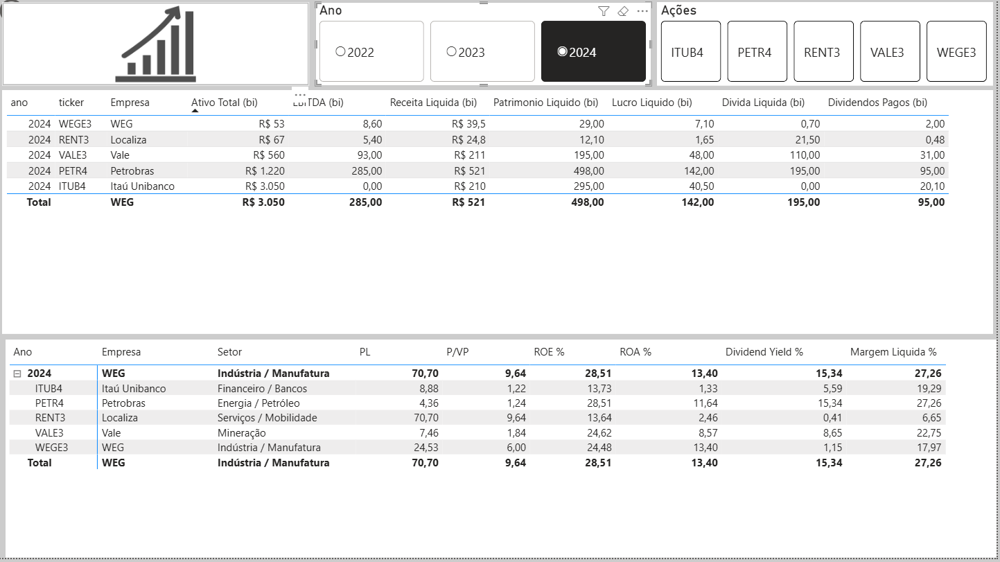 Ano
2022
2023
2024
Ações
ITUB4
PETR4
RENT3
VALE3
WEGE3
ano ticker Empresa Ativo Total (bi) EBITDA (bi) Receita Liquida (bi) Patrimonio Liquido (bi) Lucro Liquido (bi) Divida Liquida (bi) Dividendos Pagos (bi)
2024 WEGE3 WEG R$ 53 8,60 R$ 39,5 29,00 7,10 0,70 2,00
2024 RENT3 Localiza R$ 67 5,40 R$ 24,8 12,10 1,65 21,50 0,48
2024 VALE3 Vale R$ 560 93,00 R$ 211 195,00 48,00 110,00 31,00
2024 PETR4 Petrobras R$ 1.220 285,00 R$ 521 498,00 142,00 195,00 95,00
2024 ITUB4 Itaú Unibanco R$ 3.050 0,00 R$ 210 295,00 40,50 0,00 20,10
Total WEG R$ 3.050 285,00 R$ 521 498,00 142,00 195,00 95,00
Ano Empresa Setor PL P/VP ROE % ROA % Dividend Yield % Margem Liquida %
2024 WEG Indústria / Manufatura 70,70 9,64 28,51 13,40 15,34 27,26
ITUB4 Itaú Unibanco Financeiro / Bancos 8,88 1,22 13,73 1,33 5,59 19,29
PETR4 Petrobras Energia / Petróleo 4,36 1,24 28,51 11,64 15,34 27,26
RENT3 Localiza Serviços / Mobilidade 70,70 9,64 13,64 2,46 0,41 6,65
VALE3 Vale Mineração 7,46 1,84 24,62 8,57 8,65 22,75
WEGE3 WEG Indústria / Manufatura 24,53 6,00 24,48 13,40 1,15 17,97
Total WEG Indústria / Manufatura 70,70 9,64 28,51 13,40 15,34 27,26